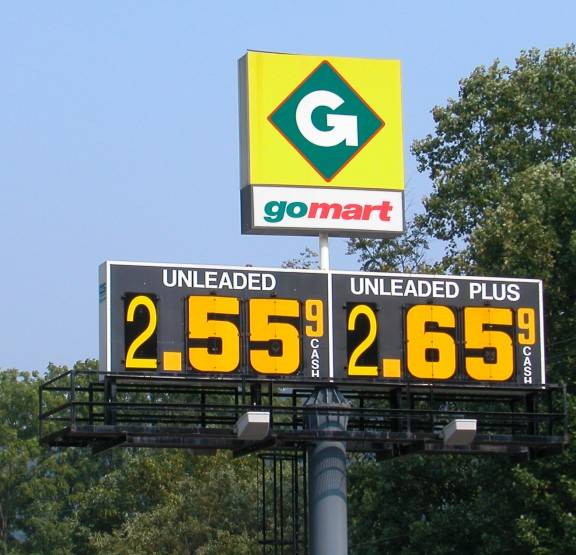 G
gomart
UNLEADED
2.559
CASH
UNLEADED PLUS
2.659
CASH